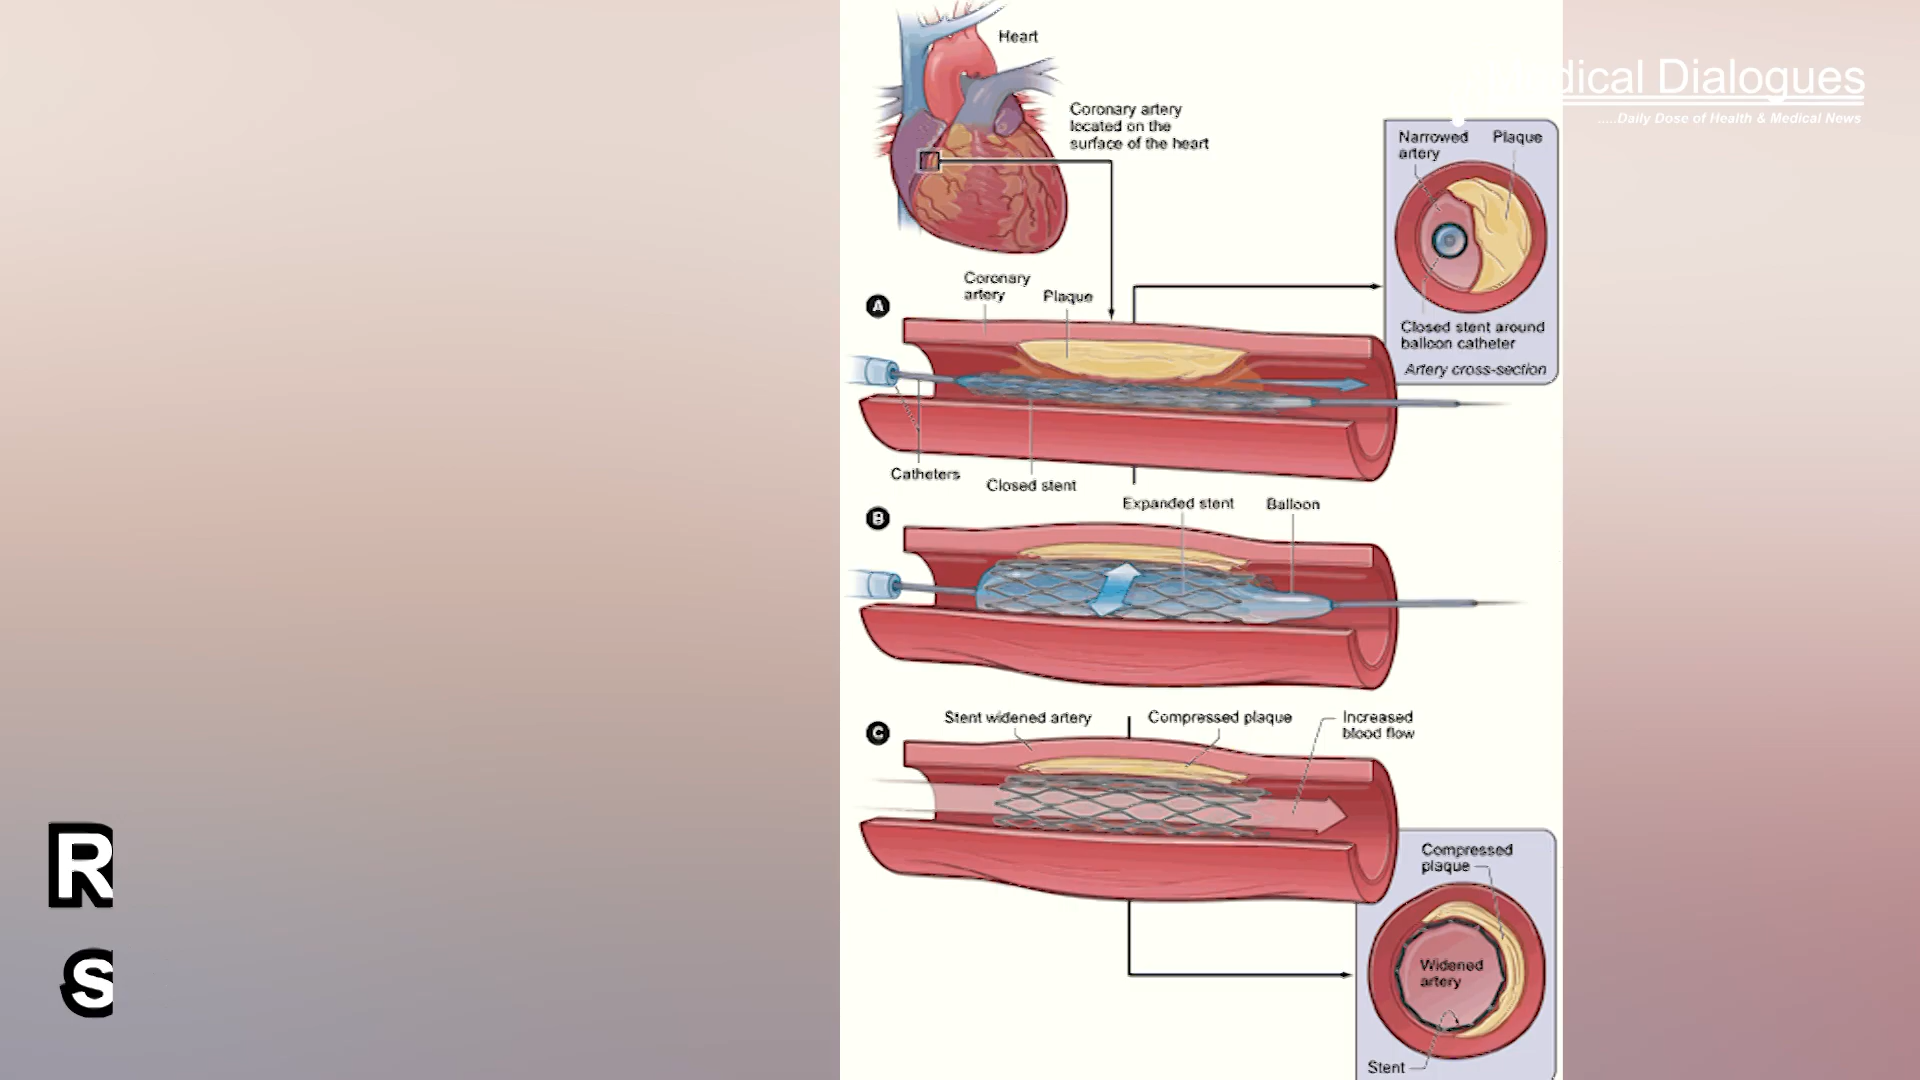 Heart
Coronary artery
located on the
surface of the heart
dical Dialogues
.....Daily Dose of Health & Medical News
Narrowed
artery
Plaque
Closed stent around
balloon catheter
Artery cross-section
A
Coronary
artery
Plaque
Catheters
Closed stent
B
Expanded stent
Balloon
C
Stent widened artery
Compressed plaque
Increased
blood flow
Compressed
plaque
Widened
artery
Stent
R
S